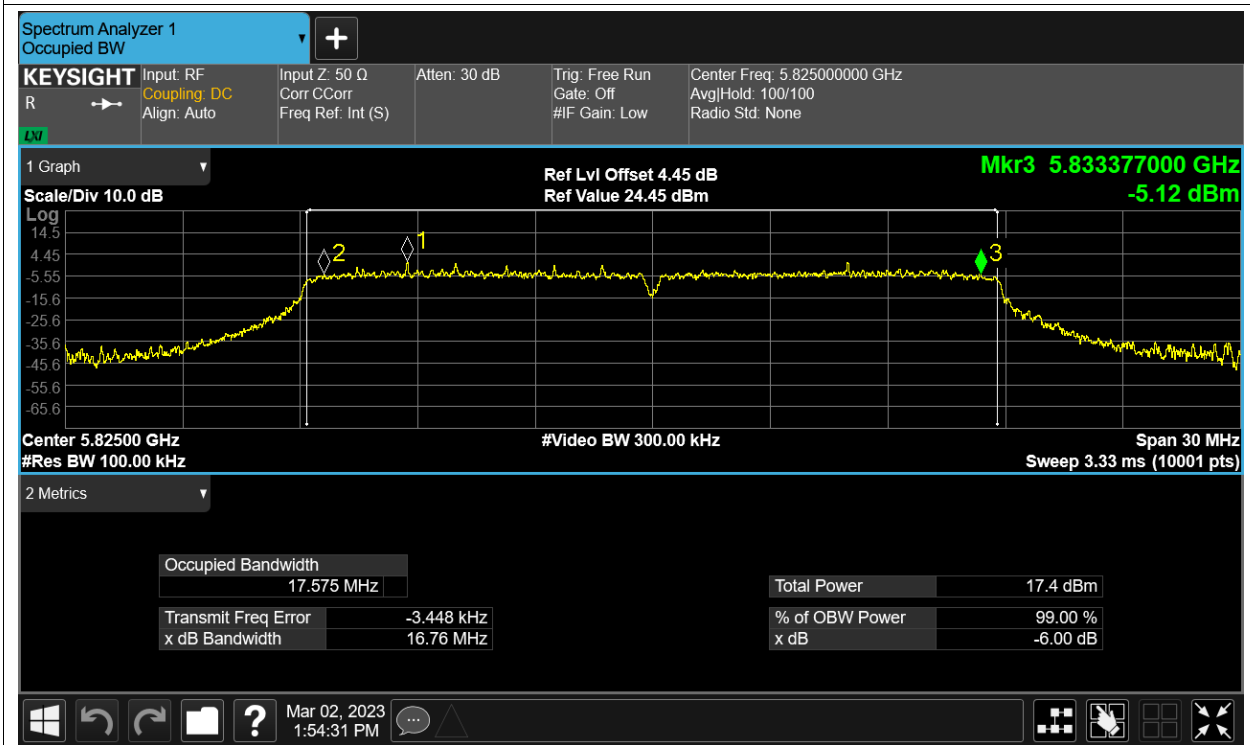 Spectrum Analyzer 1
Occupied BW
KEYSIGHT
R
LXI
Input: RF
Coupling: DC
Align: Auto
Input Z: 50 Ω
Corr CCorr
Freq Ref: Int (S)
Atten: 30 dB
Trig: Free Run
Gate: Off
#IF Gain: Low
Center Freq: 5.825000000 GHz
Avg|Hold: 100/100
Radio Std: None
1 Graph
Scale/Div 10.0 dB
Ref Lvl Offset 4.45 dB
Ref Value 24.45 dBm
Mkr3 5.833377000 GHz
-5.12 dBm
Log
14.5
4.45
-5.55
-15.6
-25.6
-35.6
-45.6
-55.6
-65.6
2
1
3
Center 5.82500 GHz
#Video BW 300.00 kHz
Span 30 MHz
#Res BW 100.00 kHz
Sweep 3.33 ms (10001 pts)
2 Metrics
Occupied Bandwidth
17.575 MHz
Total Power 17.4 dBm
Transmit Freq Error -3.448 kHz
% of OBW Power 99.00 %
x dB Bandwidth 16.76 MHz
x dB -6.00 dB
?
Mar 02, 2023
1:54:31 PM